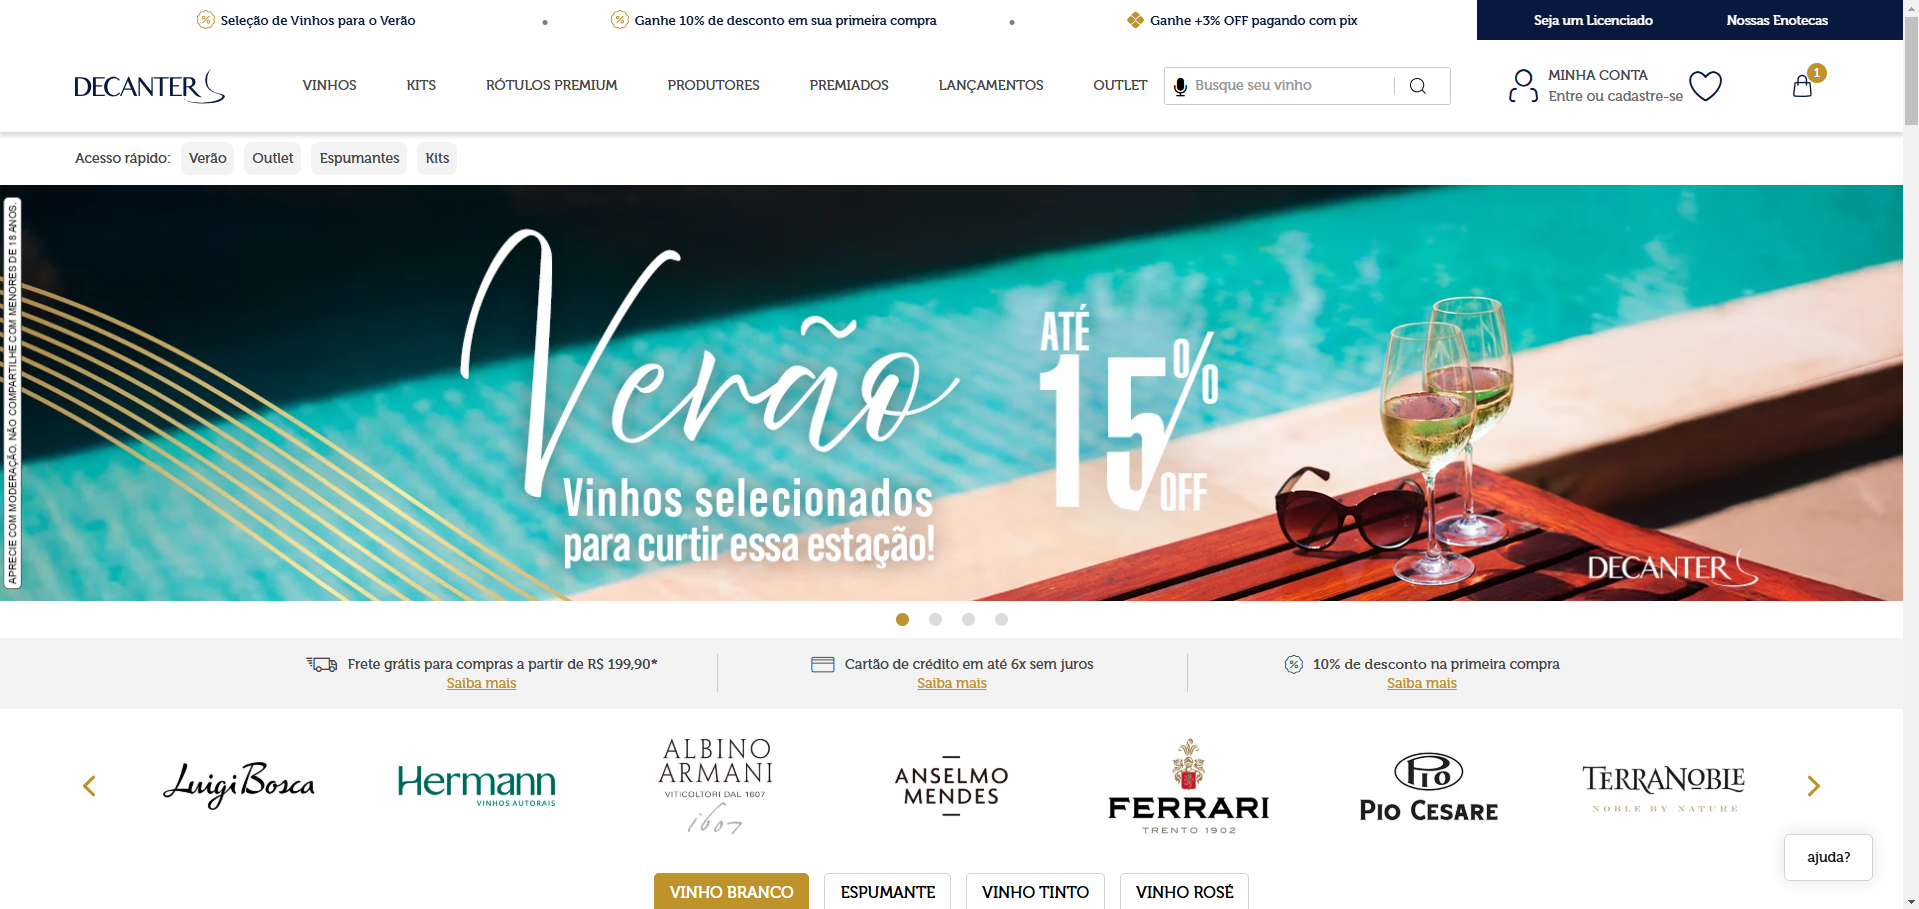 Seleção de Vinhos para o Verão
Ganhe 10% de desconto em sua primeira compra
Ganhe +3% OFF pagando com pix
Seja um Licenciado
Nossas Enotecas
DECANTER
VINHOS
KITS
RÓTULOS PREMIUM
PRODUTORES
PREMIADOS
LANÇAMENTOS
OUTLET
Busque seu vinho
MINHA CONTA
Entre ou cadastre-se
1
Acesso rápido:
Verão
Outlet
Espumantes
Kits
APRECIE COM MODERAÇÃO. NÃO COMPARTILHE COM MENORES DE 18 ANOS.
Verão
Vinhos selecionados
para curtir essa estação!
ATÉ
15%
OFF
DECANTER
Frete grátis para compras a partir de R$ 199,90*
Saiba mais
Cartão de crédito em até 6x sem juros
Saiba mais
10% de desconto na primeira compra
Saiba mais
Luigi Bosca
Hermann
VINHOS AUTORAIS
ALBINO
ARMANI
VITICOLTORI DAL 1607
1607
ANSELMO
MENDES
FERRARI
TRENTO 1902
Pio
PIO CESARE
TERRANOBLE
NOBLE BY NATURE
ajuda?
VINHO BRANCO
ESPUMANTE
VINHO TINTO
VINHO ROSÉ